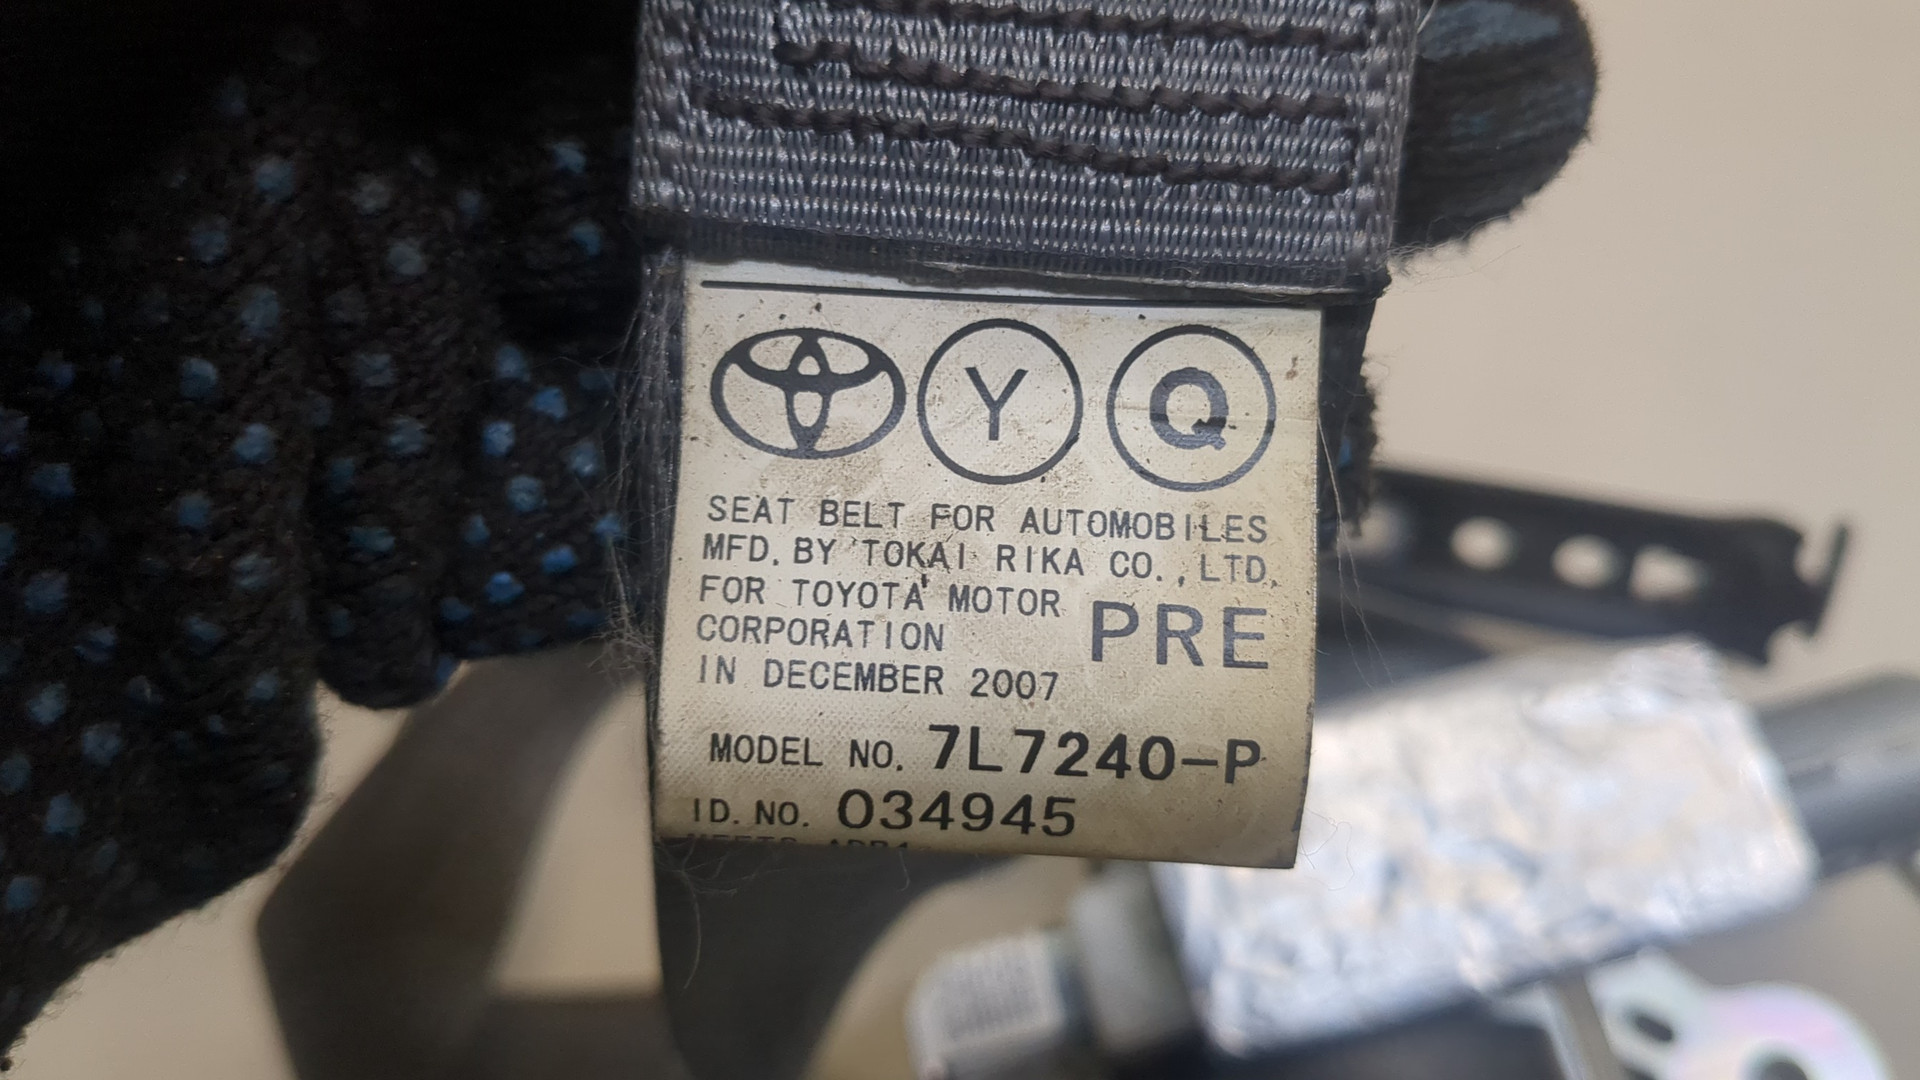 Y Q
SEAT BELT FOR AUTOMOBILES
MFD. BY TOKAI RIKA CO., LTD.
FOR TOYOTA MOTOR
CORPORATION PRE
IN DECEMBER 2007
MODEL NO. 7L7240-P
ID. NO. 034945